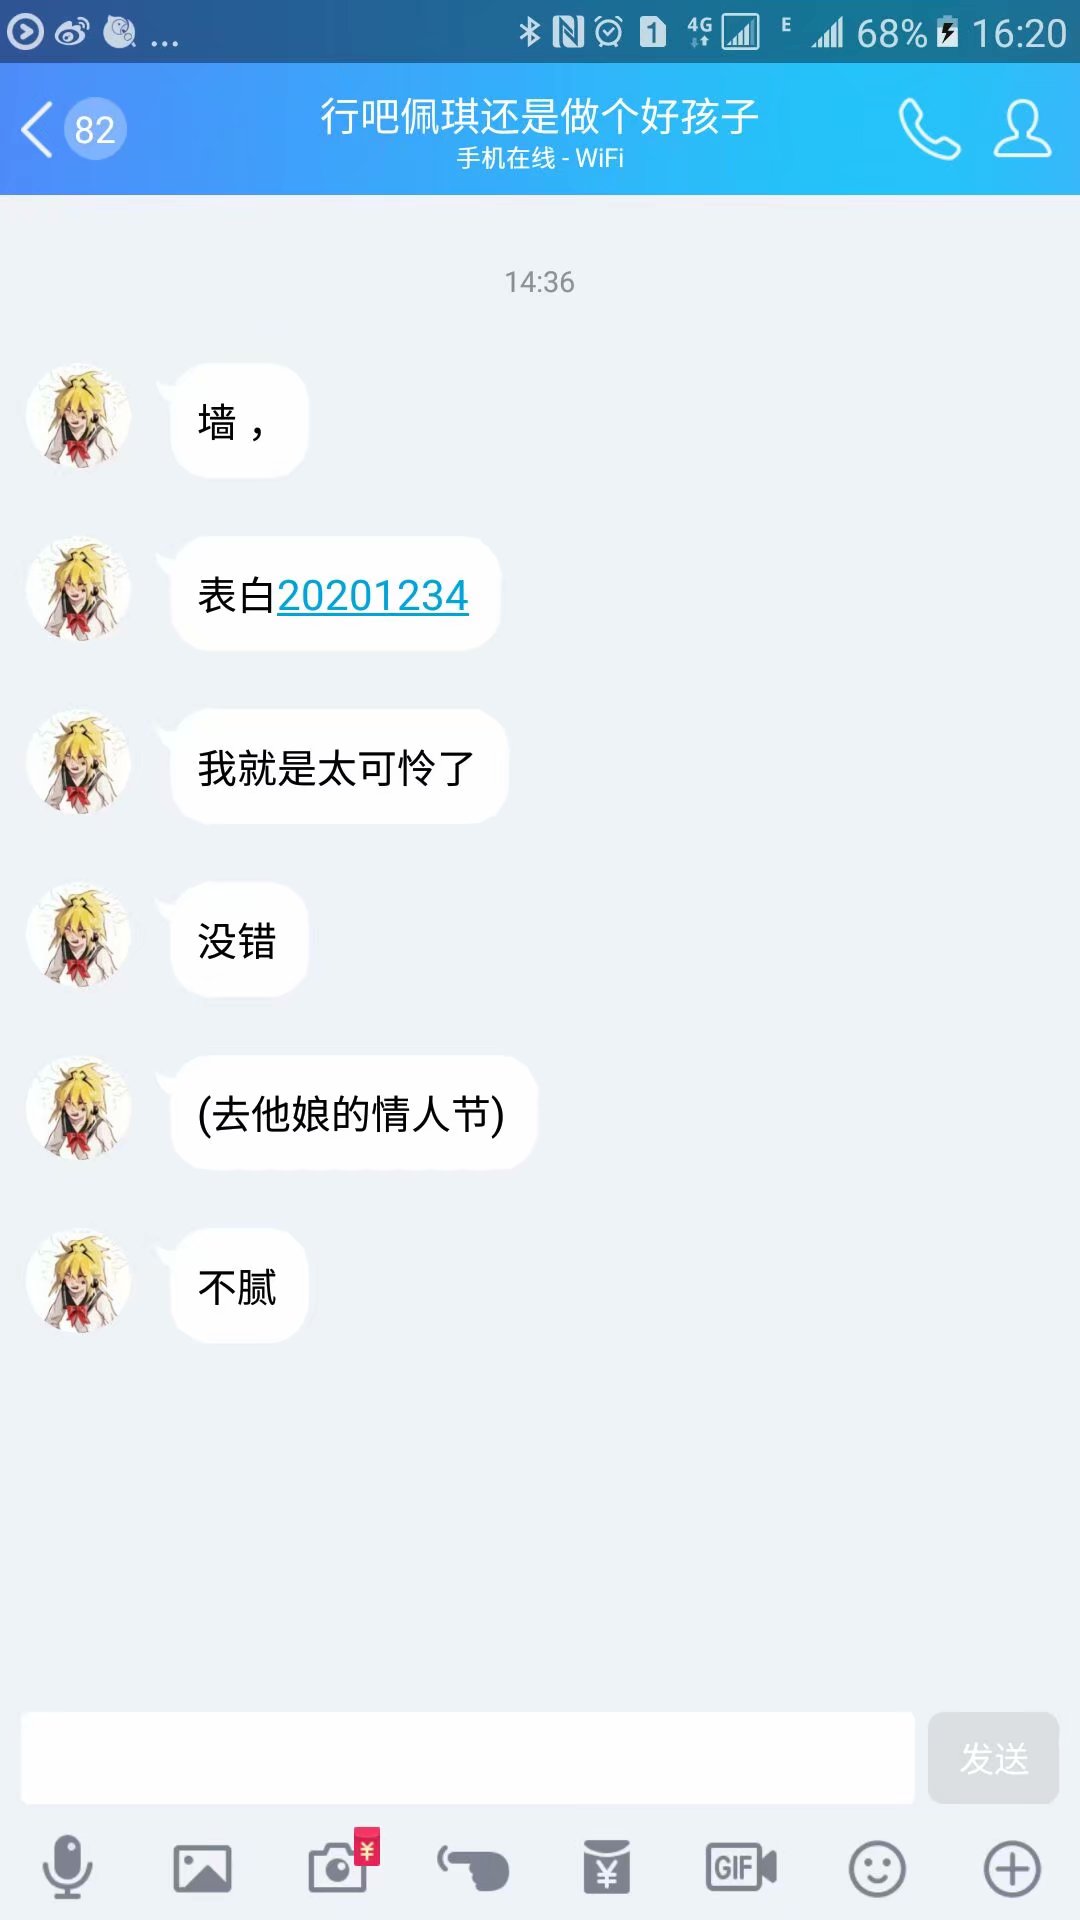 1 4G E 68% 16:20
82
行吧佩琪还是做个好孩子
手机在线 - WiFi
14:36
墙，
表白20201234
我就是太可怜了
没错
(去他娘的情人节)
不腻
发送
¥ ¥ GIF